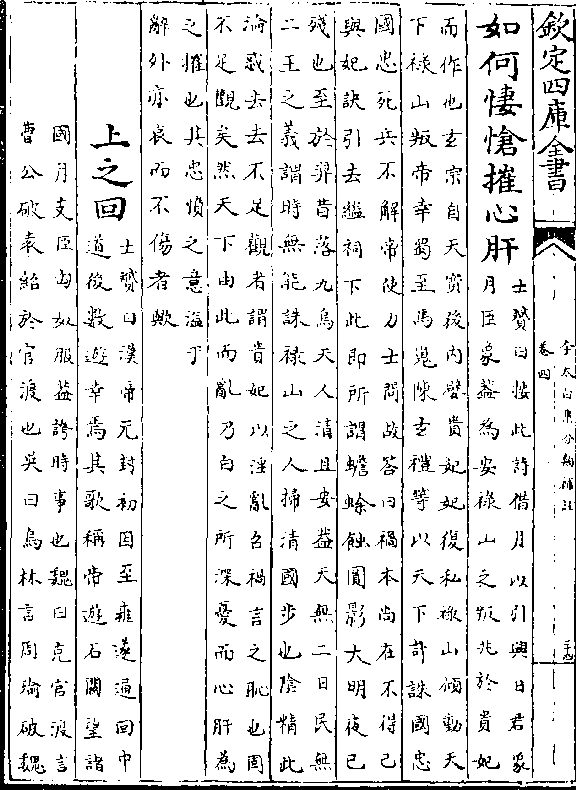 欽定四庫全書
李太白集分類補註
卷四
二十四
如何悽愴摧心肝
士贇曰按此詩借月以引興日君象
月臣象蓋為安祿山之叛兆於貴妃
而作也玄宗自天寳後内嬖貴妃妃復私祿山傾動天
下祿山叛帝幸蜀至馬嵬陳玄禮等以天下計誅國忠
國忠死兵不解帝使力士問故答曰禍本尚在不得已
與妃訣引去縊祠下此即所謂蟾蜍蝕圓影大明夜已
殘也至於羿昔落九烏天人清且安蓋天無二日民無
二王之義謂時無能誅祿山之人掃清國步也陰精此
淪惑去去不足觀者謂貴妃以淫亂召禍言之恥也固
不足觀矣然天下由此而亂乃白之所深憂而心肝為
之摧也其忠憤之意溢于
辭外亦哀而不傷者歟
上之回
士贇曰漢帝元封初因至雍遂通回中
道後數遊幸焉其歌稱帝遊石關望諸
國月支臣匈奴服蓋誇時事也魏曰克官渡言
曹公破袁紹於官渡也吳曰烏林言周瑜破魏